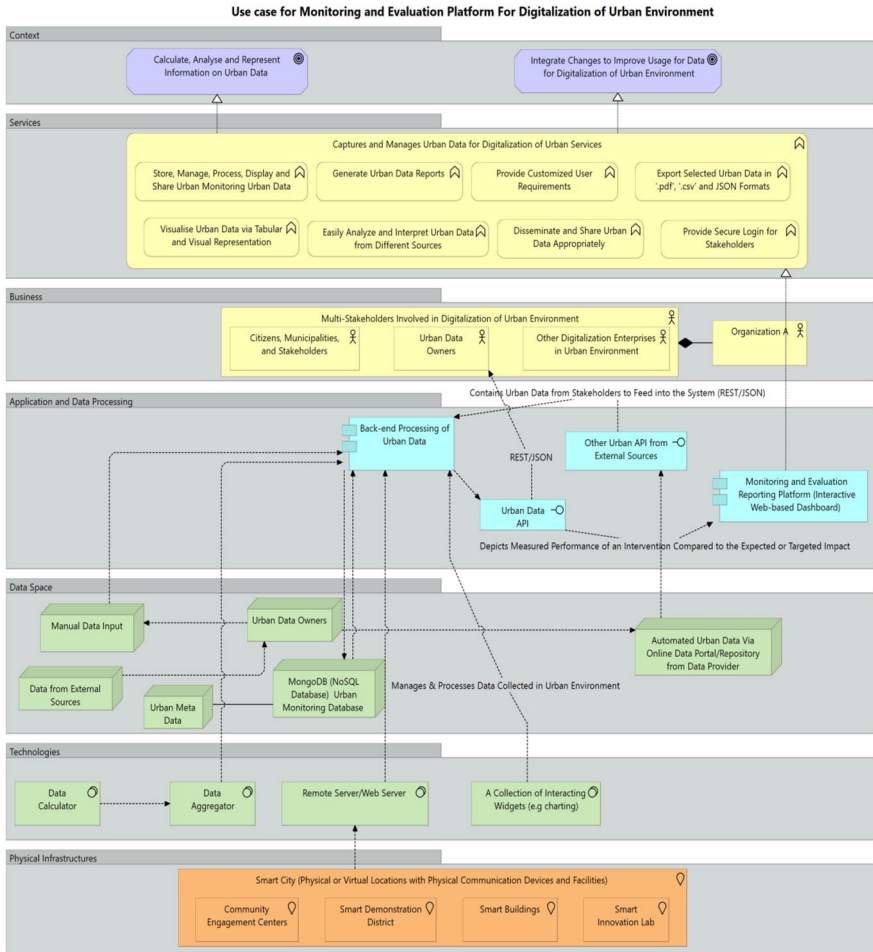 Use case for Monitoring and Evaluation Platform For Digitalization of Urban Environment
Context
Calculate, Analyse and Represent
Information on Urban Data
Integrate Changes to Improve Usage for Data
for Digitalization of Urban Environment
Services
Captures and Manages Urban Data for Digitalization of Urban Services
Store, Manage, Process, Display and
Share Urban Monitoring Urban Data
Generate Urban Data Reports
Provide Customized User
Requirements
Export Selected Urban Data in
'.pdf', '.csv' and JSON Formats
Visualise Urban Data via Tabular
and Visual Representation
Easily Analyze and Interpret Urban Data
from Different Sources
Disseminate and Share Urban
Data Appropriately
Provide Secure Login for
Stakeholders
Business
Multi-Stakeholders Involved in Digitalization of Urban Environment
Citizens, Municipalities,
and Stakeholders
Urban Data
Owners
Other Digitalization Enterprises
in Urban Environment
Organization A
Contains Urban Data from Stakeholders to Feed into the System (REST/JSON)
Application and Data Processing
Back-end Processing of
Urban Data
REST/JSON
Other Urban API from
External Sources
Urban Data
API
Monitoring and Evaluation
Reporting Platform (Interactive
Web-based Dashboard)
Depicts Measured Performance of an Intervention Compared to the Expected or Targeted Impact
Data Space
Manual Data Input
Urban Data Owners
Automated Urban Data Via
Online Data Portal/Repository
from Data Provider
Data from External
Sources
Urban Meta
Data
MongoDB (NoSQL
Database) Urban
Monitoring Database
Manages & Processes Data Collected in Urban Environment
Technologies
Data
Calculator
Data
Aggregator
Remote Server/Web Server
A Collection of Interacting
Widgets (e.g charting)
Physical Infrastructures
Smart City (Physical or Virtual Locations with Physical Communication Devices and Facilities)
Community
Engagement Centers
Smart Demonstration
District
Smart Buildings
Smart
Innovation Lab